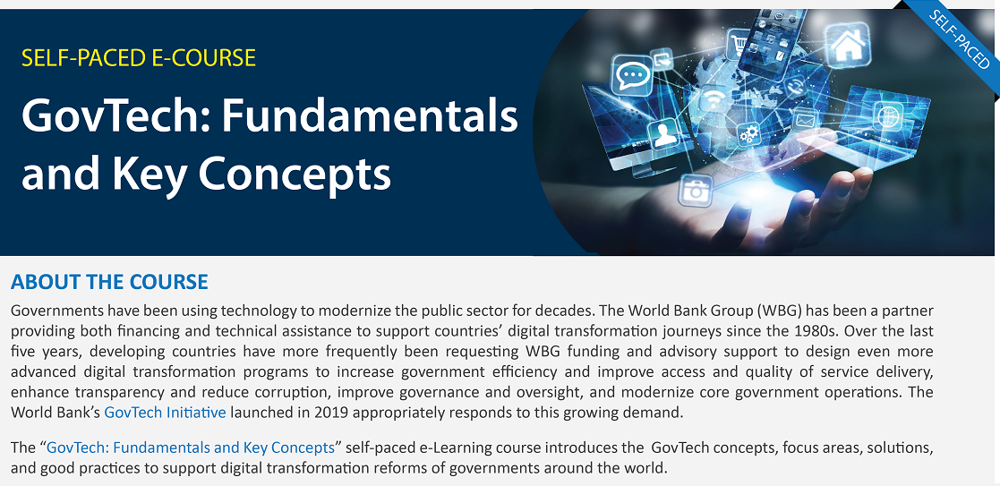 SELF-PACED E-COURSE
SELF-PACED
GovTech: Fundamentals
and Key Concepts
ABOUT THE COURSE
Governments have been using technology to modernize the public sector for decades. The World Bank Group (WBG) has been a partner
providing both financing and technical assistance to support countries’ digital transformation journeys since the 1980s. Over the last
five years, developing countries have more frequently been requesting WBG funding and advisory support to design even more
advanced digital transformation programs to increase government efficiency and improve access and quality of service delivery,
enhance transparency and reduce corruption, improve governance and oversight, and modernize core government operations. The
World Bank’s GovTech Initiative launched in 2019 appropriately responds to this growing demand.
The “GovTech: Fundamentals and Key Concepts” self-paced e-Learning course introduces the  GovTech concepts, focus areas, solutions,
and good practices to support digital transformation reforms of governments around the world.